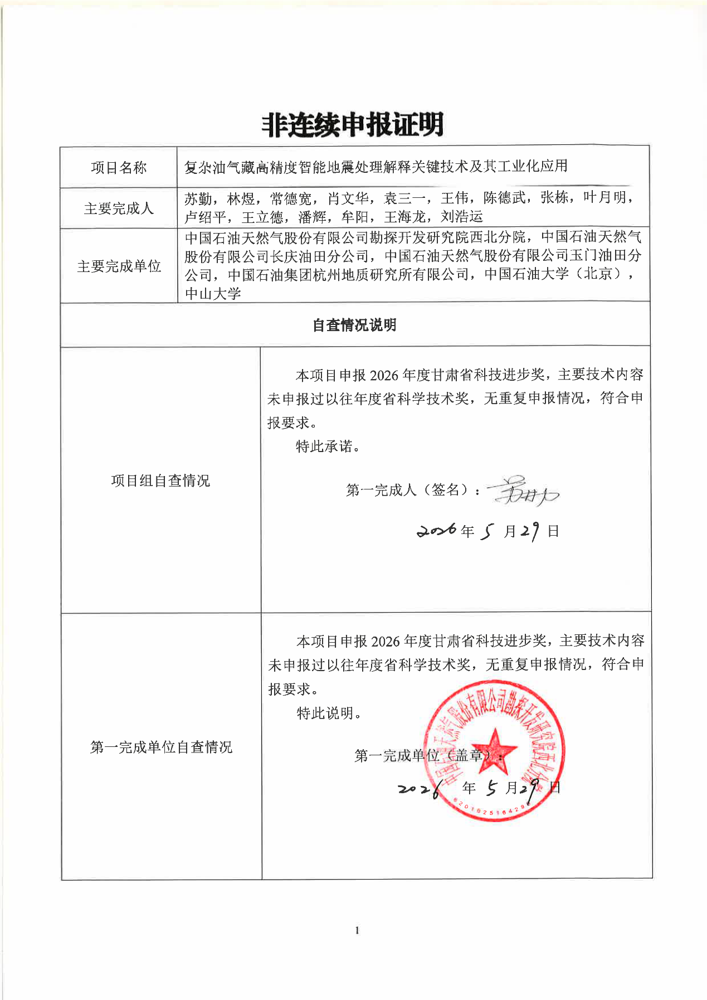 非连续申报证明
项目名称
复杂油气藏高精度智能地震处理解释关键技术及其工业化应用
主要完成人
苏勤，林煜，常德宽，肖文华，袁三一，王伟，陈德武，张栋，叶月明，
卢绍平，王立德，潘辉，牟阳，王海龙，刘浩运
主要完成单位
中国石油天然气股份有限公司勘探开发研究院西北分院，中国石油天然气
股份有限公司长庆油田分公司，中国石油天然气股份有限公司玉门油田分
公司，中国石油集团杭州地质研究所有限公司，中国石油大学（北京），
中山大学
自查情况说明
项目组自查情况
本项目申报 2026 年度甘肃省科技进步奖，主要技术内容
未申报过以往年度省科学技术奖，无重复申报情况，符合申
报要求。
特此承诺。
第一完成人（签名）：苏勤
2026 年 5 月 29 日
第一完成单位自查情况
本项目申报 2026 年度甘肃省科技进步奖，主要技术内容
未申报过以往年度省科学技术奖，无重复申报情况，符合申
报要求。
特此说明。
第一完成单位（盖章）：
中国石油天然气股份有限公司勘探开发研究院西北分院
2026 年 5 月 29 日
1